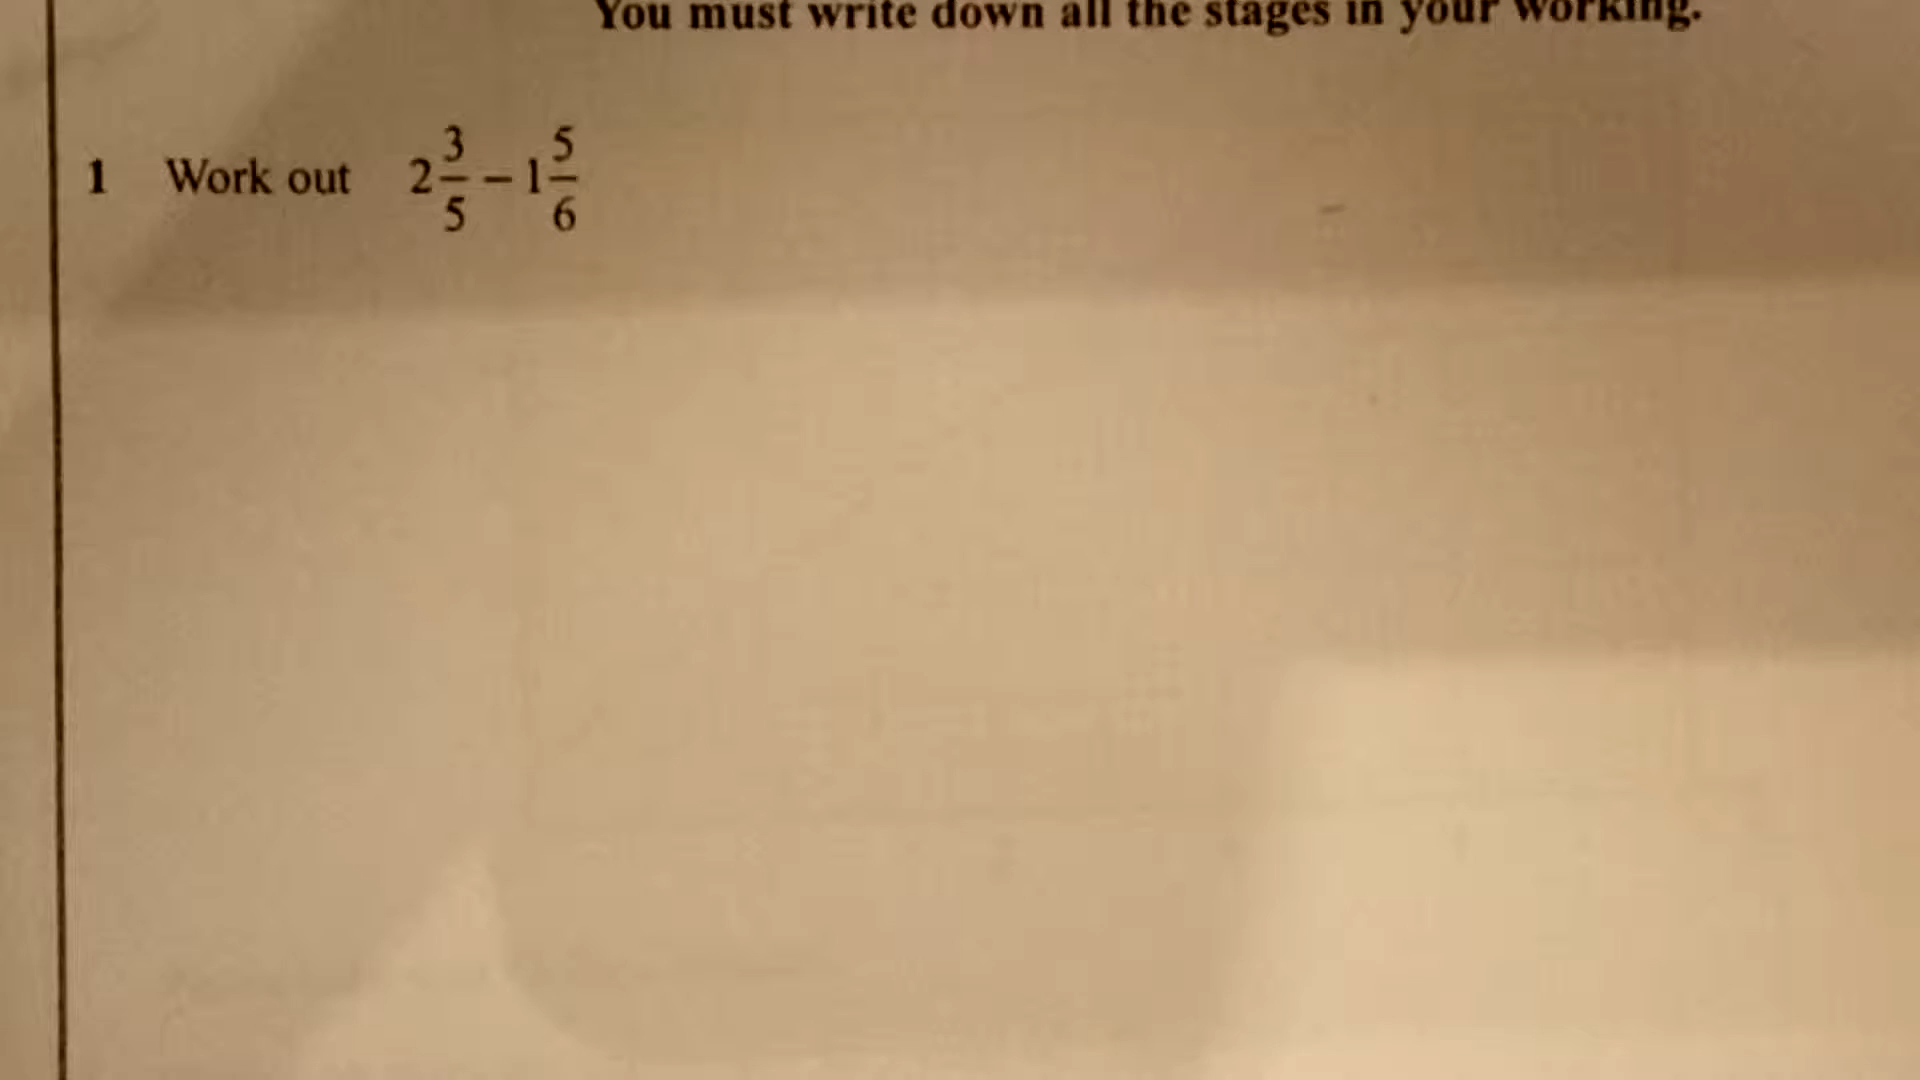 You must write down all the stages in your working.
1 Work out 2 3/5 − 1 5/6